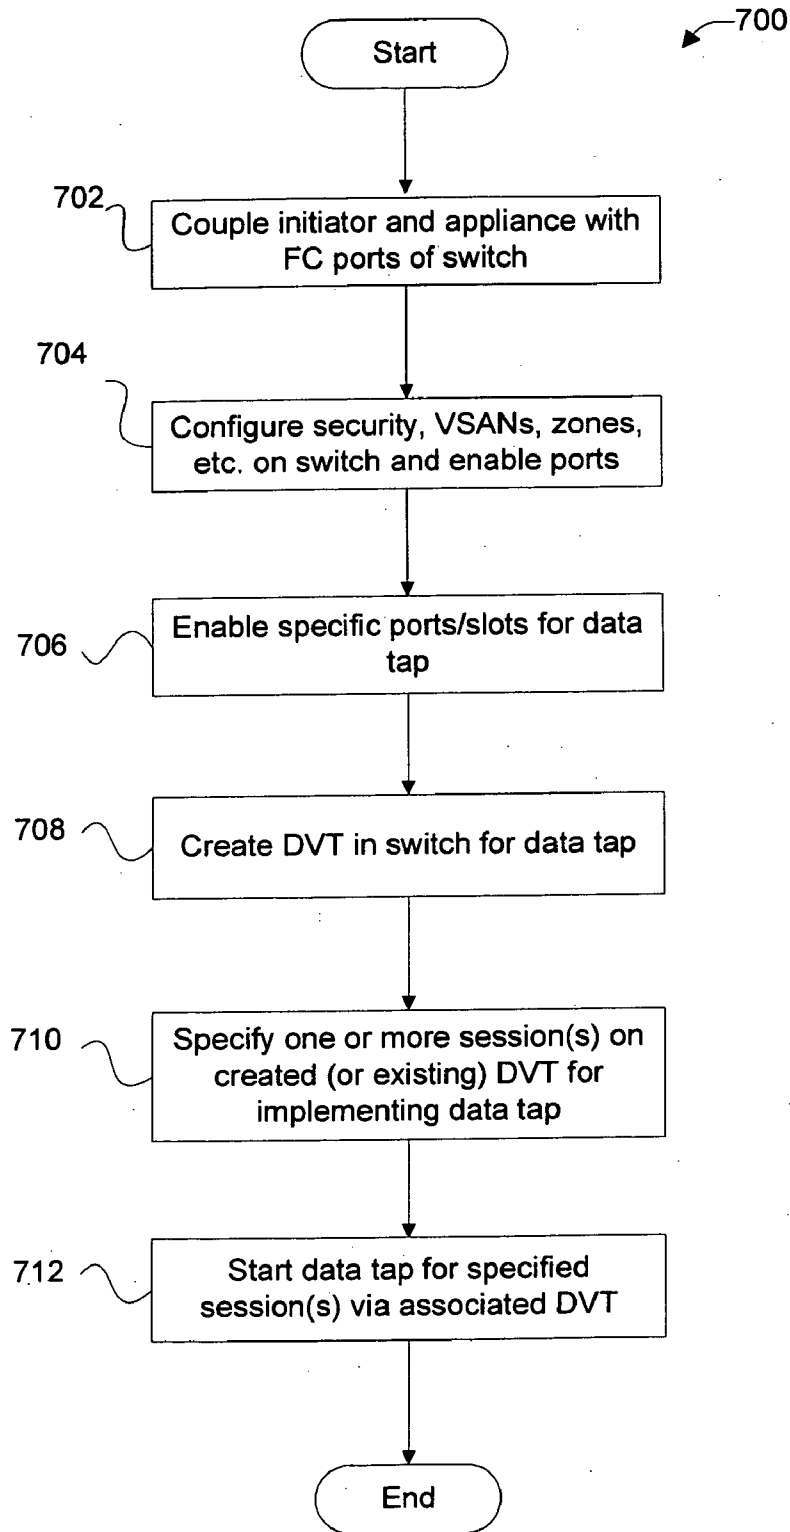 700
Start
702
Couple initiator and appliance with
FC ports of switch
704
Configure security, VSANs, zones,
etc. on switch and enable ports
706
Enable specific ports/slots for data
tap
708
Create DVT in switch for data tap
710
Specify one or more session(s) on
created (or existing) DVT for
implementing data tap
712
Start data tap for specified
session(s) via associated DVT
End